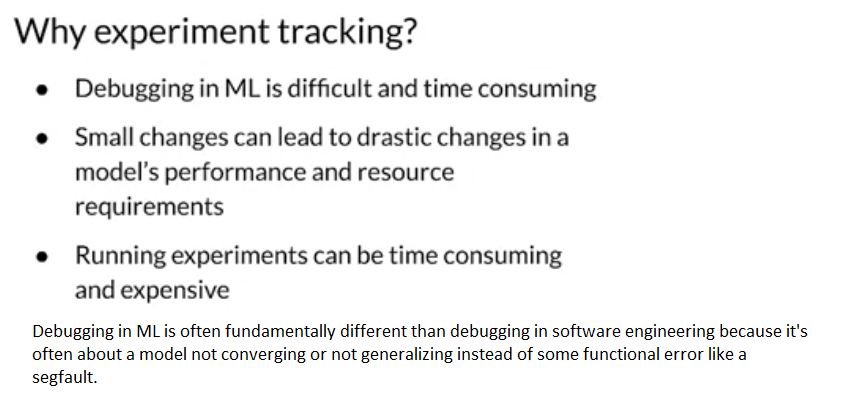 Why experiment tracking?
● Debugging in ML is difficult and time consuming
● Small changes can lead to drastic changes in a
model's performance and resource
requirements
● Running experiments can be time consuming
and expensive
Debugging in ML is often fundamentally different than debugging in software engineering because it's
often about a model not converging or not generalizing instead of some functional error like a
segfault.